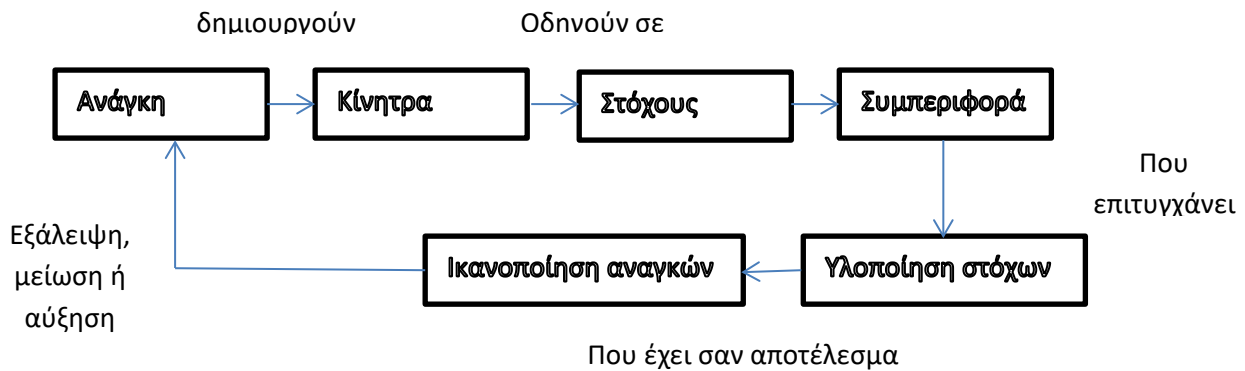 δημιουργούν
Οδηγούν σε
Ανάγκη
Κίνητρα
Στόχους
Συμπεριφορά
Που
επιτυγχάνει
Εξάλειψη,
μείωση ή
αύξηση
Ικανοποίηση αναγκών
Υλοποίηση στόχων
Που έχει σαν αποτέλεσμα